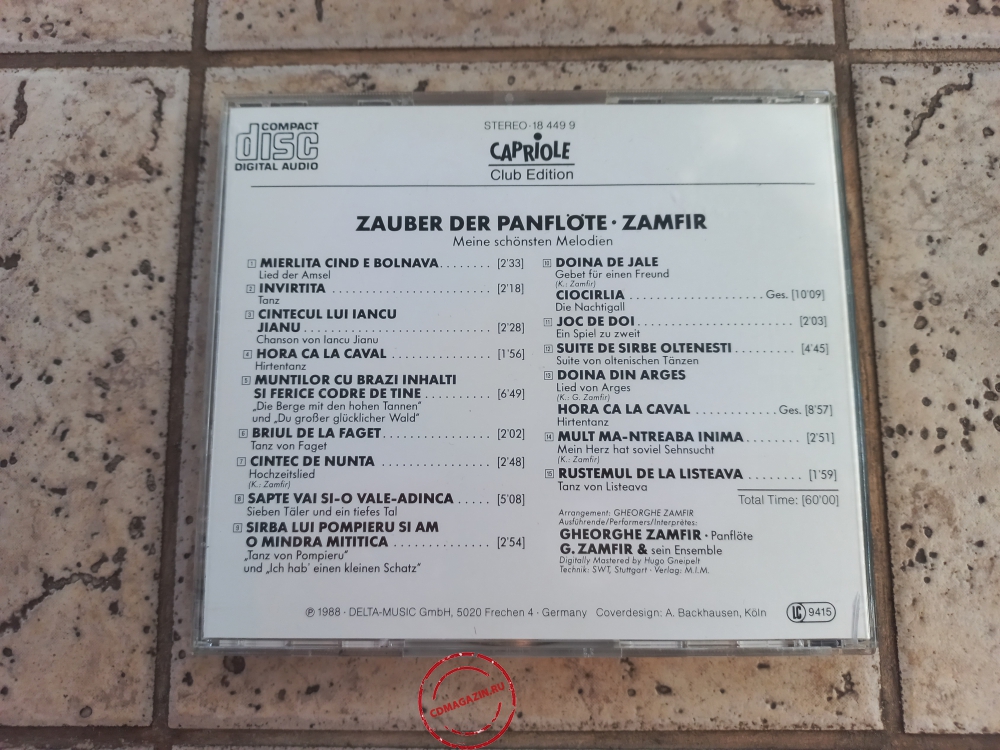 COMPACT
disc
DIGITAL AUDIO
STEREO · 18 449 9
CAPRIOLE
Club Edition
ZAUBER DER PANFLÖTE · ZAMFIR
Meine schönsten Melodien
1 MIERLITA CIND E BOLNAVA........ [2'33]
Lied der Amsel
2 INVIRTITA .......................... [2'18]
Tanz
3 CINTECUL LUI IANCU
JIANU .............................. [2'28]
Chanson von Iancu Jianu
4 HORA CA LA CAVAL ................ [1'56]
Hirtentanz
5 MUNTILOR CU BRAZI INHALTI
SI FERICE CODRE DE TINE ........... [6'49]
„Die Berge mit den hohen Tannen“
und „Du großer glücklicher Wald“
6 BRIUL DE LA FAGET................. [2'02]
Tanz von Faget
7 CINTEC DE NUNTA .................. [2'48]
Hochzeitslied
(K.: Zamfir)
8 SAPTE VAI SI-O VALE-ADINCA ..... [5'08]
Sieben Täler und ein tiefes Tal
9 SIRBA LUI POMPIERU SI AM
O MINDRA MITITICA ................ [2'54]
„Tanz von Pompieru“
und „Ich hab' einen kleinen Schatz“
10 DOINA DE JALE
Gebet für einen Freund
(K.: Zamfir)
CIOCIRLIA ....................Ges. [10'09]
Die Nachtigall
11 JOC DE DOI......................... [2'03]
Ein Spiel zu zweit
12 SUITE DE SIRBE OLTENESTI ......... [4'45]
Suite von oltenischen Tänzen
13 DOINA DIN ARGES
Lied von Arges
(K.: G. Zamfir)
HORA CA LA CAVAL .............Ges. [8'57]
Hirtentanz
14 MULT MA-NTREABA INIMA ........ [2'51]
Mein Herz hat soviel Sehnsucht
(K.: Zamfir)
15 RUSTEMUL DE LA LISTEAVA ........ [1'59]
Tanz von Listeava
Total Time: [60'00]
Arrangement: GHEORGHE ZAMFIR
Ausführende/Performers/Interprètes:
GHEORGHE ZAMFIR · Panflöte
G. ZAMFIR & sein Ensemble
Digitally Mastered by Hugo Gneipelt
Technik: SWT, Stuttgart · Verlag: M.I.M.
℗ 1988 · DELTA-MUSIC GmbH, 5020 Frechen 4 · Germany Coverdesign: A. Backhausen, Köln
LC 9415
CDMAGAZIN.RU